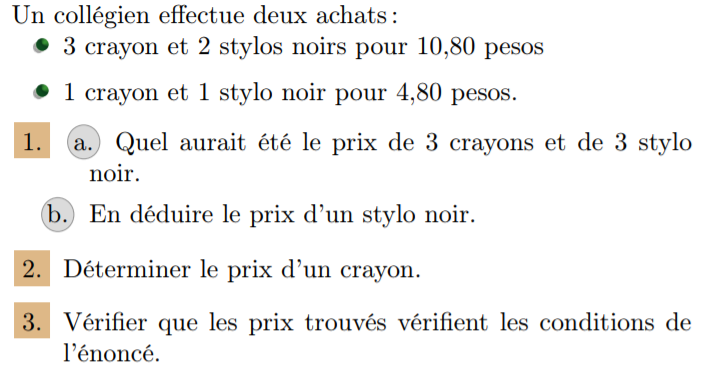 Un collégien effectue deux achats :
3 crayon et 2 stylos noirs pour 10,80 pesos
1 crayon et 1 stylo noir pour 4,80 pesos.
1. a. Quel aurait été le prix de 3 crayons et de 3 stylo
noir.
b. En déduire le prix d'un stylo noir.
2. Déterminer le prix d'un crayon.
3. Vérifier que les prix trouvés vérifient les conditions de
l'énoncé.